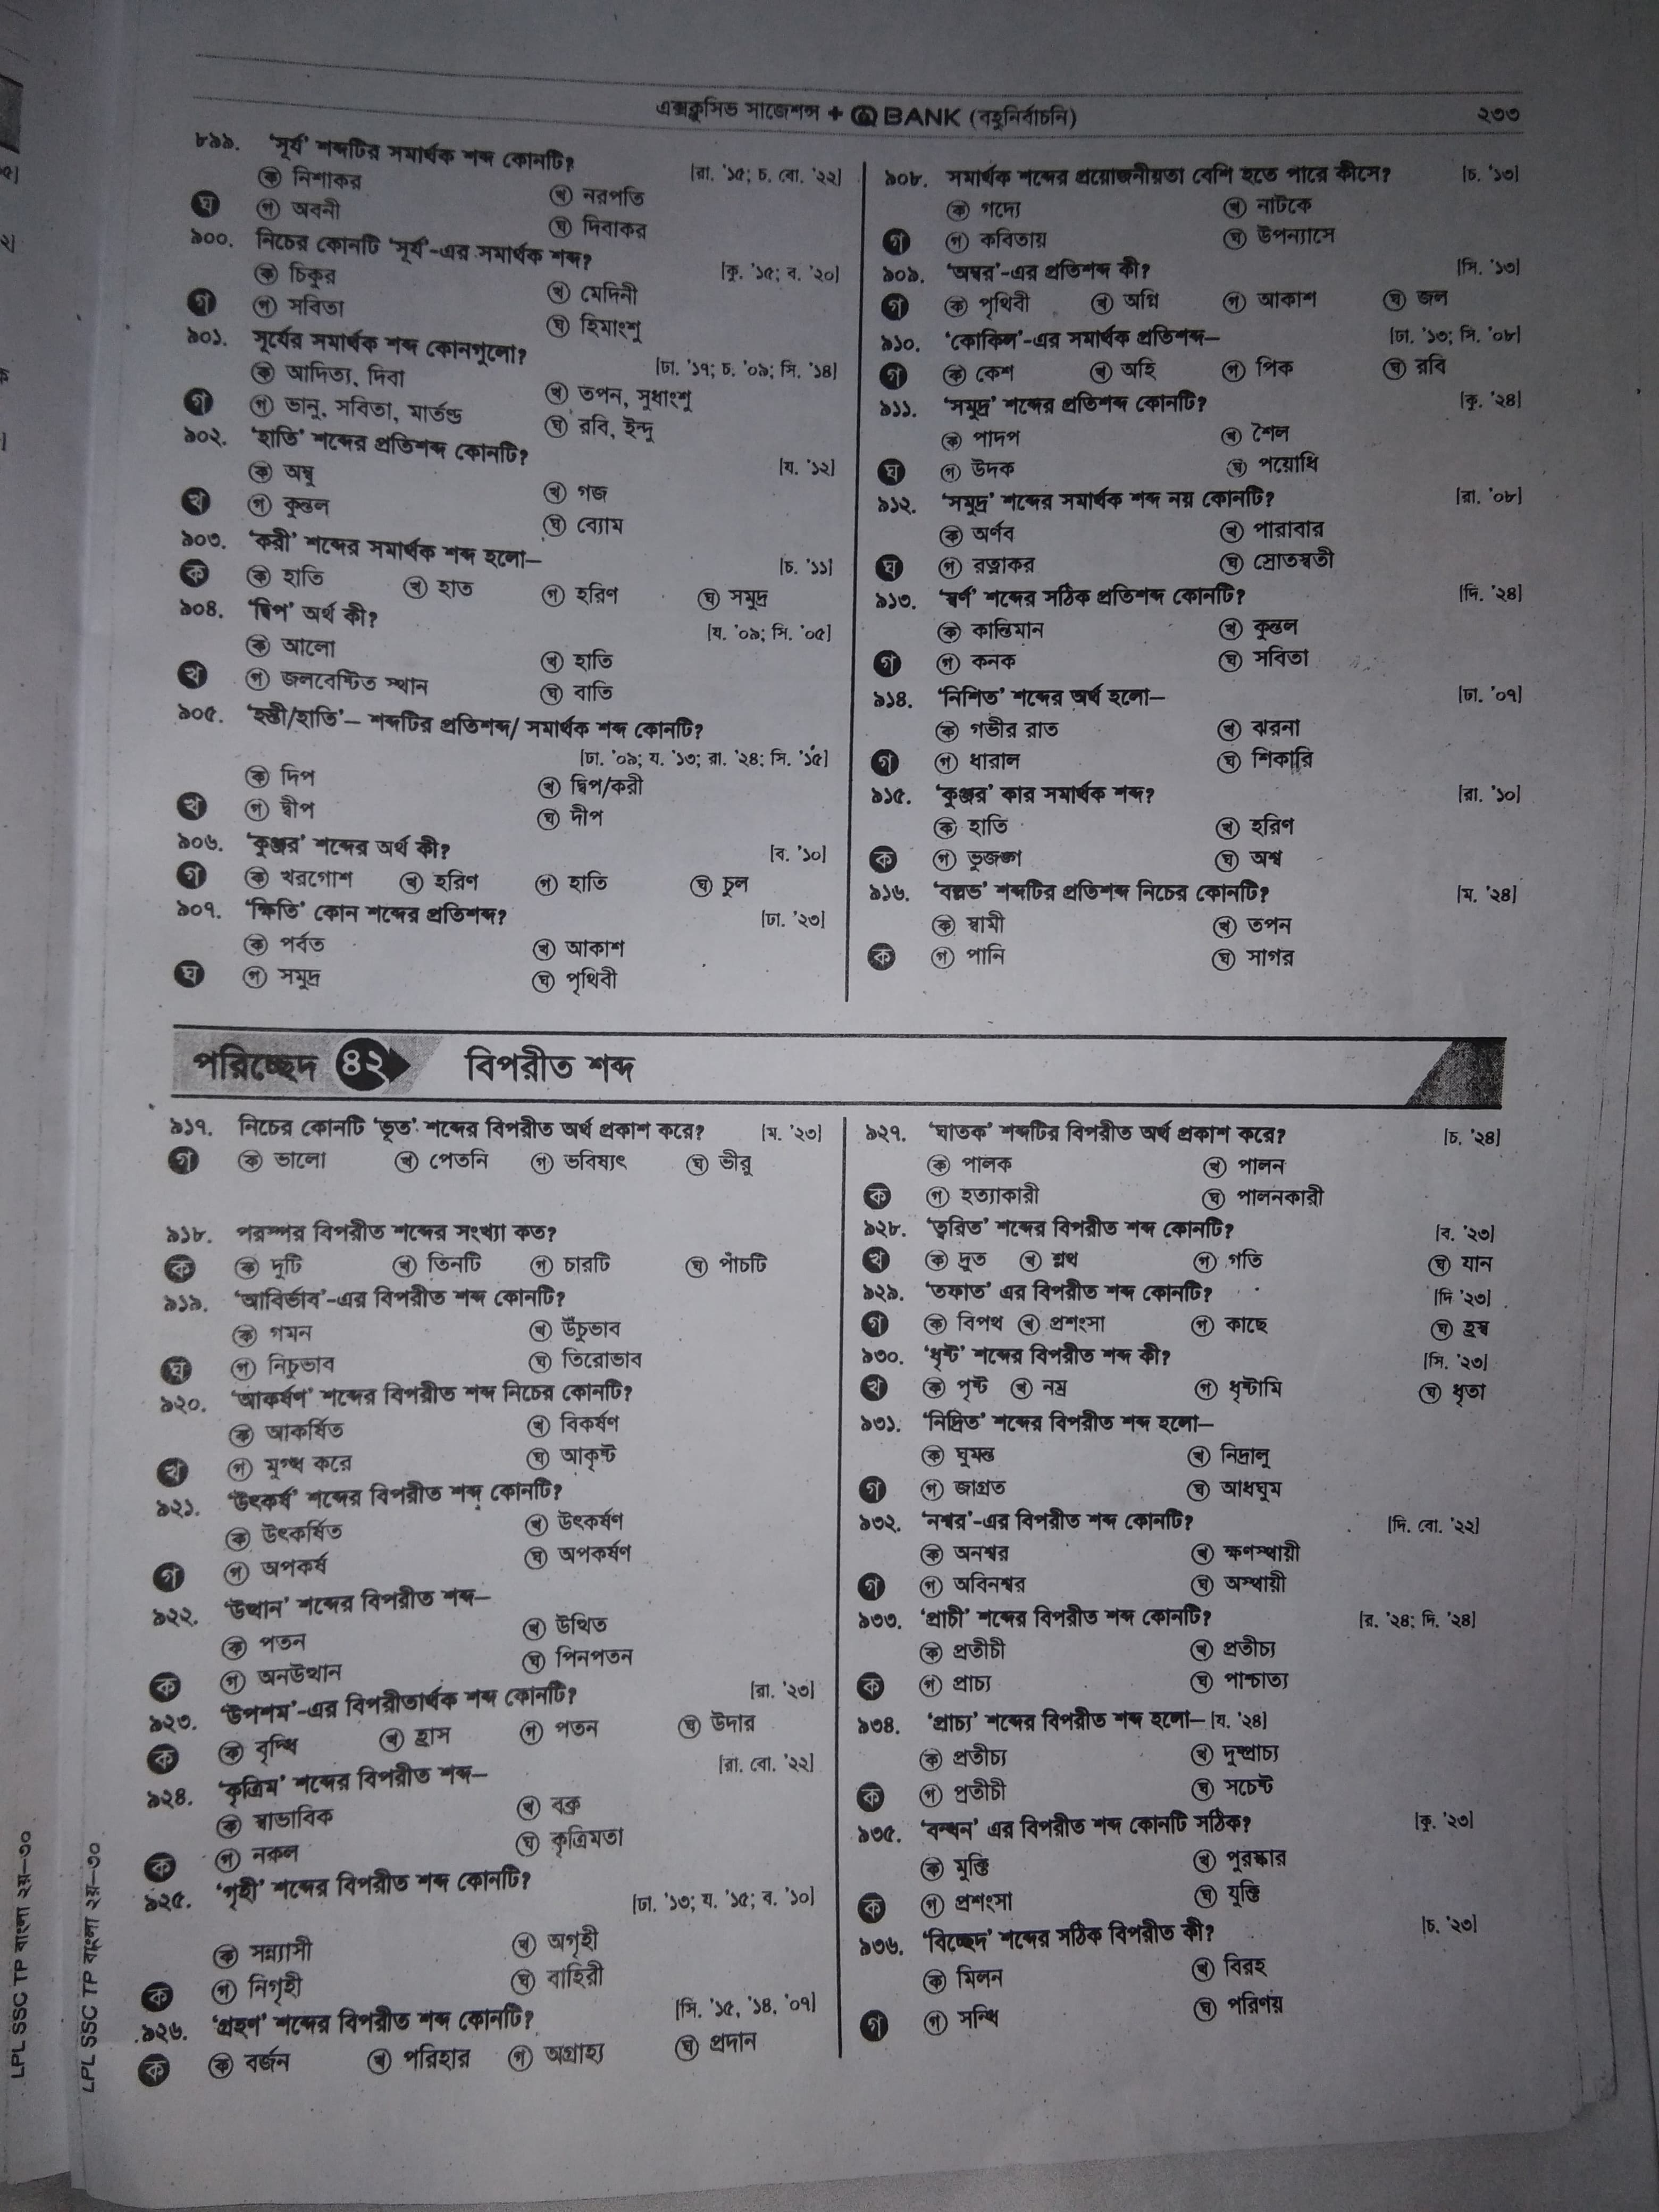 এক্সক্লুসিভ সাজেশন্স + Q BANK (বহুনির্বাচনি)
২৩৩
৮৯৯. 'সূর্য' শব্দটির সমার্থক শব্দ কোনটি?
[রা. '১৫; চ. বো. '২২]
ক নিশাকর
খ নরপতি
ঘ গ অবনী
ঘ দিবাকর
৯০০. নিচের কোনটি 'সূর্য'-এর সমার্থক শব্দ?
[কু. '১৫; ব. '২০]
ক চিকুর
খ মেদিনী
গ গ সবিতা
ঘ হিমাংশু
৯০১. সূর্যের সমার্থক শব্দ কোনগুলো?
[ঢা. '১৭; চ. '০৯; সি. '১৪]
ক আদিত্য, দিবা
খ তপন, সুধাংশু
গ গ ভানু, সবিতা, মার্তণ্ড
ঘ রবি, ইন্দু
৯০২. 'হাতি' শব্দের প্রতিশব্দ কোনটি?
[য. '১২]
ক অম্বু
খ গজ
খ গ কুন্তল
ঘ ব্যোম
৯০৩. 'করী' শব্দের সমার্থক শব্দ হলো—
[চ. '১১]
ক ক হাতি খ হাত গ হরিণ ঘ সমুদ্র
৯০৪. 'দ্বিপ' অর্থ কী?
[য. '০৯; সি. '০৫]
ক আলো
খ হাতি
খ গ জলবেষ্টিত স্থান
ঘ বাতি
৯০৫. 'হস্তী/হাতি'— শব্দটির প্রতিশব্দ/ সমার্থক শব্দ কোনটি?
[ঢা. '০৯; য. '১৩; রা. '২৪; সি. '১৫]
ক দিপ
খ দ্বিপ/করী
খ গ দ্বীপ
ঘ দীপ
৯০৬. 'কুঞ্জর' শব্দের অর্থ কী?
[ব. '১০]
গ ক খরগোশ খ হরিণ গ হাতি ঘ চুল
৯০৭. 'ক্ষিতি' কোন শব্দের প্রতিশব্দ?
[ঢা. '২৩]
ক পর্বত
খ আকাশ
ঘ গ সমুদ্র
ঘ পৃথিবী
৯০৮. সমার্থক শব্দের প্রয়োজনীয়তা বেশি হতে পারে কীসে?
[চ. '১৩]
ক গদ্যে
খ নাটকে
গ গ কবিতায়
ঘ উপন্যাসে
৯০৯. 'অম্বর'-এর প্রতিশব্দ কী?
[সি. '১৩]
গ ক পৃথিবী খ অগ্নি গ আকাশ ঘ জল
৯১০. 'কোকিল'-এর সমার্থক প্রতিশব্দ—
[ঢা. '১৩; সি. '০৮]
গ ক কেশ খ অহি গ পিক ঘ রবি
৯১১. 'সমুদ্র' শব্দের প্রতিশব্দ কোনটি?
[কু. '২৪]
ক পাদপ
খ শৈল
ঘ গ উদক
ঘ পয়োধি
৯১২. 'সমুদ্র' শব্দের সমার্থক শব্দ নয় কোনটি?
[রা. '০৮]
ক অর্ণব
খ পারাবার
ঘ গ রত্নাকর
ঘ স্রোতস্বতী
৯১৩. 'স্বর্ণ' শব্দের সঠিক প্রতিশব্দ কোনটি?
[দি. '২৪]
ক কান্তিমান
খ কুন্তল
গ গ কনক
ঘ সবিতা
৯১৪. 'নিশিত' শব্দের অর্থ হলো—
[ঢা. '০৭]
ক গভীর রাত
খ ঝরনা
গ গ ধারাল
ঘ শিকারি
৯১৫. 'কুঞ্জর' কার সমার্থক শব্দ?
[রা. '১০]
ক হাতি
খ হরিণ
ক গ ভুজঙ্গ
ঘ অশ্ব
৯১৬. 'বল্লভ' শব্দটির প্রতিশব্দ নিচের কোনটি?
[ম. '২৪]
ক স্বামী
খ তপন
ক গ পানি
ঘ সাগর
পরিচ্ছেদ ৪২ বিপরীত শব্দ
৯১৭. নিচের কোনটি 'ভূত' শব্দের বিপরীত অর্থ প্রকাশ করে?
[ম. '২৩]
গ ক ভালো খ পেতনি গ ভবিষ্যৎ ঘ ভীরু
৯১৮. পরস্পর বিপরীত শব্দের সংখ্যা কত?
ক ক দুটি খ তিনটি গ চারটি ঘ পাঁচটি
৯১৯. 'আবির্ভাব'-এর বিপরীত শব্দ কোনটি?
ক গমন
খ উঁচুভাব
ঘ গ নিচুভাব
ঘ তিরোভাব
৯২০. 'আকর্ষণ' শব্দের বিপরীত শব্দ নিচের কোনটি?
ক আকর্ষিত
খ বিকর্ষণ
খ গ মুগ্ধ করে
ঘ আকৃষ্ট
৯২১. 'উৎকর্ষ' শব্দের বিপরীত শব্দ কোনটি?
ক উৎকর্ষিত
খ উৎকর্ষণ
গ গ অপকর্ষ
ঘ অপকর্ষণ
৯২২. 'উত্থান' শব্দের বিপরীত শব্দ—
ক পতন
খ উত্থিত
ক গ অনউত্থান
ঘ পিনপতন
৯২৩. 'উপশম'-এর বিপরীতার্থক শব্দ কোনটি?
[রা. '২৩]
ক ক বৃদ্ধি খ হ্রাস গ পতন ঘ উদার
৯২৪. 'কৃত্রিম' শব্দের বিপরীত শব্দ—
[রা. বো. '২২]
ক স্বাভাবিক
খ বক্র
ক গ নকল
ঘ কৃত্রিমতা
৯২৫. 'গৃহী' শব্দের বিপরীত শব্দ কোনটি?
[ঢা. '১৩; য. '১৫; ব. '১০]
ক সন্ন্যাসী
খ অগৃহী
ক গ নিগৃহী
ঘ বাহিরী
৯২৬. 'গ্রহণ' শব্দের বিপরীত শব্দ কোনটি?
[সি. '১৫, '১৪, '০৭]
ক ক বর্জন খ পরিহার গ অগ্রাহ্য ঘ প্রদান
৯২৭. 'ঘাতক' শব্দটির বিপরীত অর্থ প্রকাশ করে?
[চ. '২৪]
ক পালক
খ পালন
ক গ হত্যাকারী
ঘ পালনকারী
৯২৮. 'ত্বরিত' শব্দের বিপরীত শব্দ কোনটি?
[ব. '২৩]
খ ক দ্রুত খ শ্লথ গ গতি ঘ যান
৯২৯. 'তফাত' এর বিপরীত শব্দ কোনটি?
[দি '২৩]
গ ক বিপথ খ প্রশংসা গ কাছে ঘ হ্রস্ব
৯৩০. 'ধৃষ্ট' শব্দের বিপরীত শব্দ কী?
[সি. '২৩]
খ ক পৃষ্ট খ নম্র গ ধৃষ্টামি ঘ ধৃতা
৯৩১. 'নিদ্রিত' শব্দের বিপরীত শব্দ হলো—
ক ঘুমন্ত
খ নিদ্রালু
গ গ জাগ্রত
ঘ আধঘুম
৯৩২. 'নশ্বর'-এর বিপরীত শব্দ কোনটি?
[দি. বো. '২২]
ক অনশ্বর
খ ক্ষণস্থায়ী
গ গ অবিনশ্বর
ঘ অস্থায়ী
৯৩৩. 'প্রাচী' শব্দের বিপরীত শব্দ কোনটি?
[র. '২৪; দি. '২৪]
ক প্রতীচী
খ প্রতীচ্য
ক গ প্রাচ্য
ঘ পাশ্চাত্য
৯৩৪. 'প্রাচ্য' শব্দের বিপরীত শব্দ হলো— [য. '২৪]
ক প্রতীচ্য
খ দুষ্প্রাচ্য
ক গ প্রতীচী
ঘ সচেষ্ট
৯৩৫. 'বন্ধন' এর বিপরীত শব্দ কোনটি সঠিক?
[কু. '২৩]
ক মুক্তি
খ পুরস্কার
ক গ প্রশংসা
ঘ যুক্তি
৯৩৬. 'বিচ্ছেদ' শব্দের সঠিক বিপরীত কী?
[চ. '২৩]
ক মিলন
খ বিরহ
গ গ সন্ধি
ঘ পরিণয়
LPL SSC TP বাংলা ২য়—৩০
LPL SSC TP বাংলা ২য়—৩০